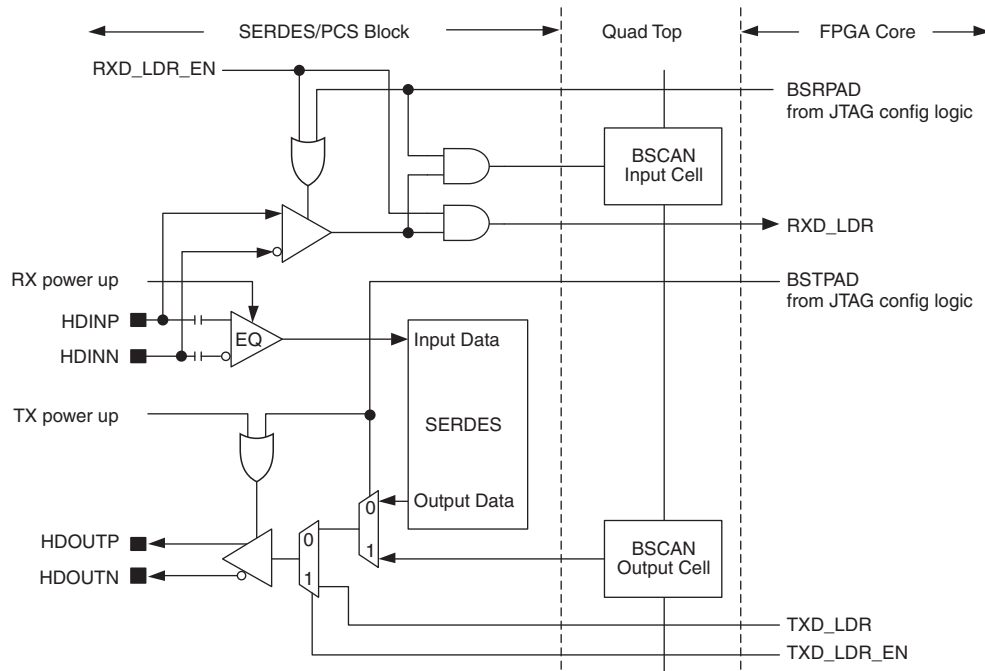 SERDES/PCS Block
Quad Top
FPGA Core
RXD_LDR_EN
BSRPAD
from JTAG config logic
BSCAN
Input Cell
RXD_LDR
RX power up
BSTPAD
from JTAG config logic
HDINP
EQ
Input Data
HDINN
TX power up
SERDES
Output Data
0
1
0
1
HDOUTP
HDOUTN
BSCAN
Output Cell
TXD_LDR
TXD_LDR_EN